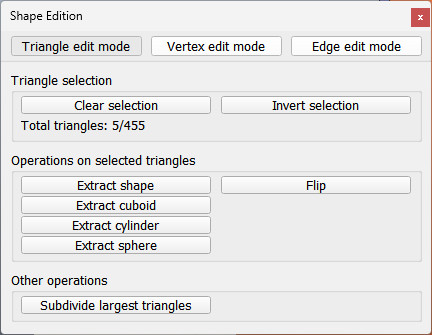 Shape Edition
x
Triangle edit mode Vertex edit mode Edge edit mode
Triangle selection
Clear selection Invert selection
Total triangles: 5/455
Operations on selected triangles
Extract shape Flip
Extract cuboid
Extract cylinder
Extract sphere
Other operations
Subdivide largest triangles